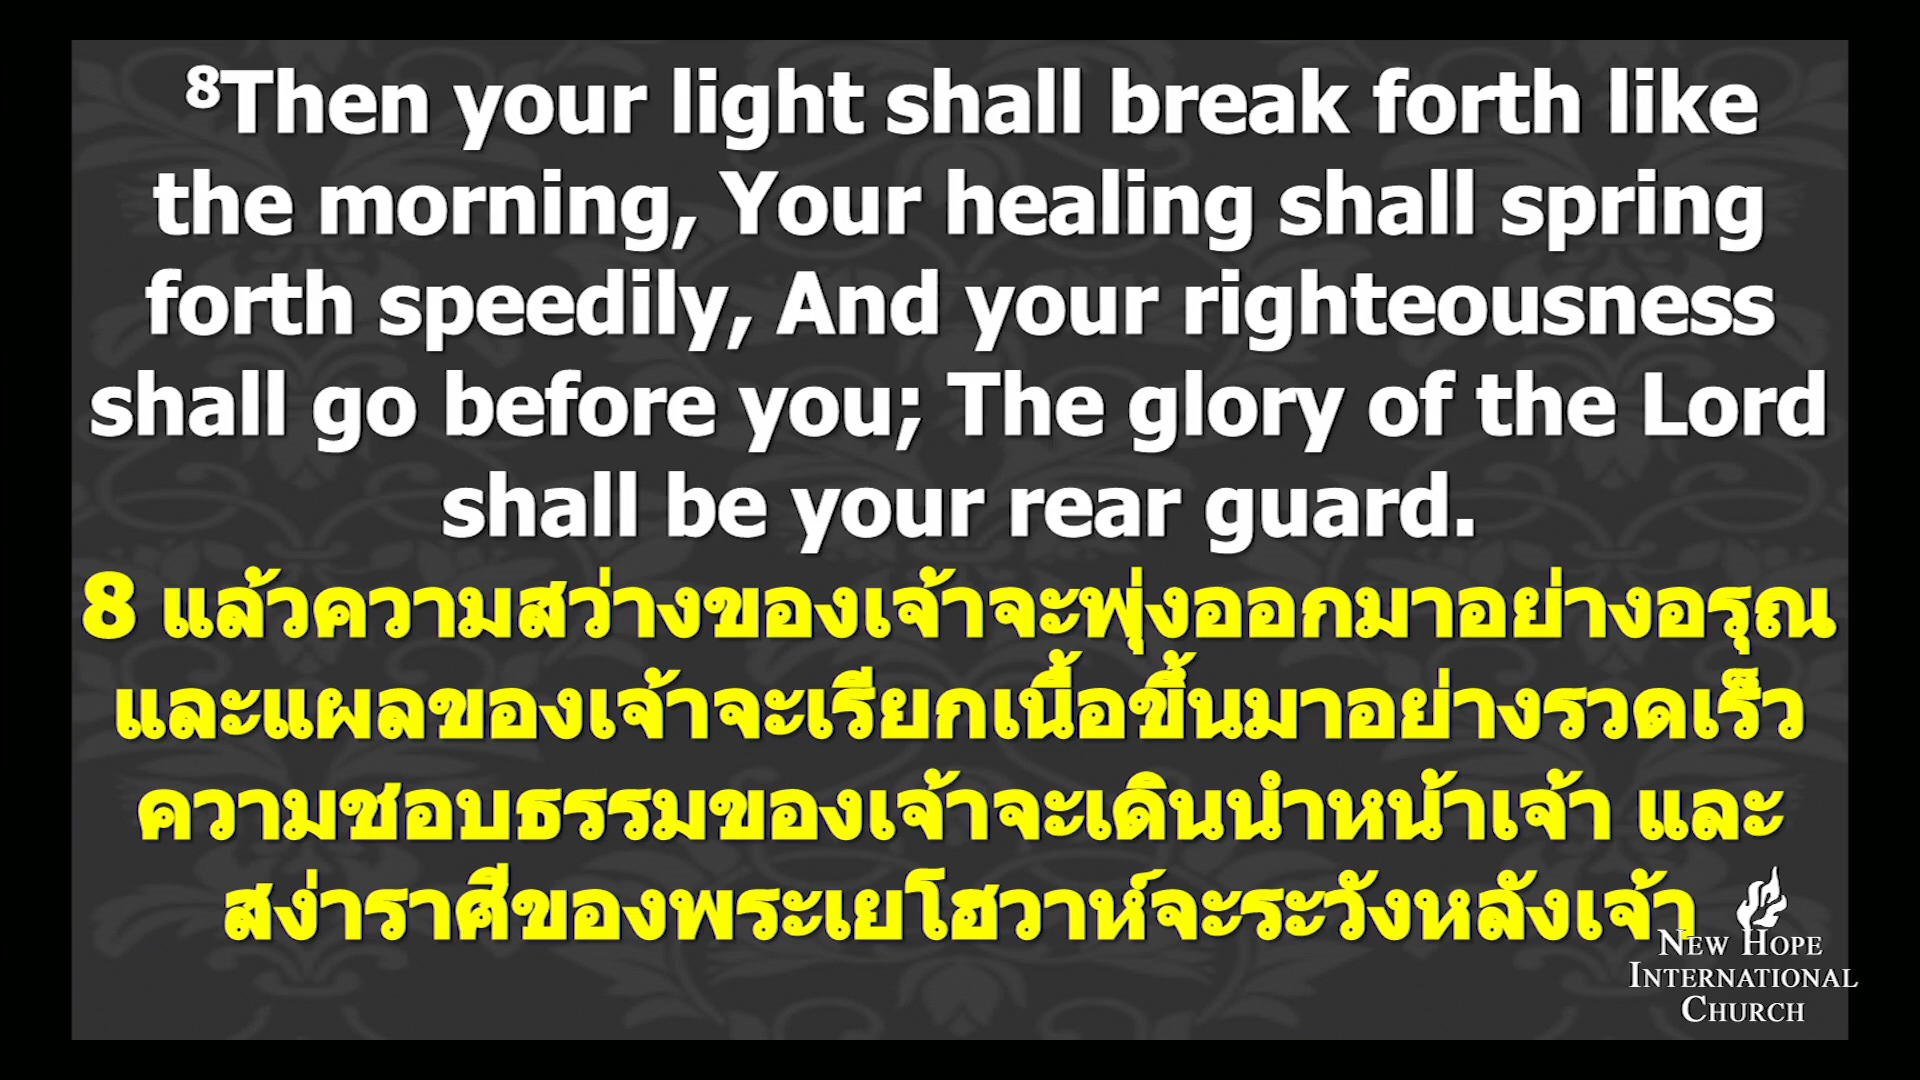 ⁸Then your light shall break forth like
the morning, Your healing shall spring
forth speedily, And your righteousness
shall go before you; The glory of the Lord
shall be your rear guard.
8 แล้วความสว่างของเจ้าจะพุ่งออกมาอย่างอรุณ
และแผลของเจ้าจะเรียกเนื้อขึ้นมาอย่างรวดเร็ว
ความชอบธรรมของเจ้าจะเดินนำหน้าเจ้า และ
สง่าราศีของพระเยโฮวาห์จะระวังหลังเจ้า
NEW HOPE
INTERNATIONAL
CHURCH